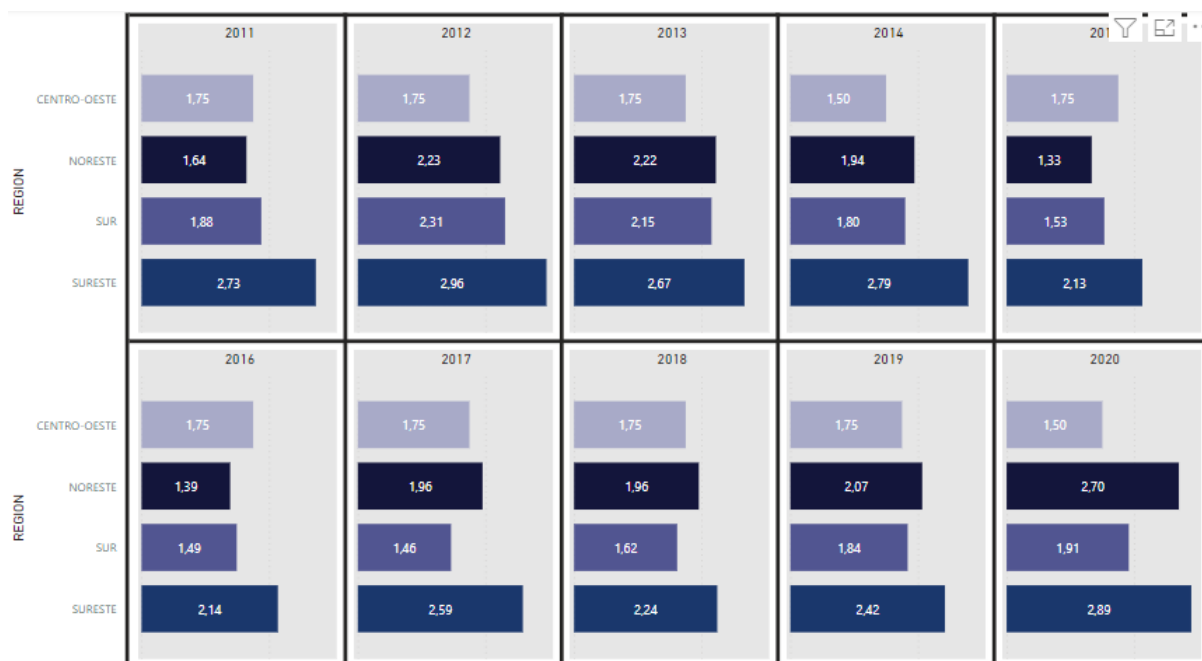 2011 2012 2013 2014
CENTRO-OESTE 1,75 1,75 1,75 1,50 1,75
NORESTE 1,64 2,23 2,22 1,94 1,33
SUR 1,88 2,31 2,15 1,80 1,53
SURESTE 2,73 2,96 2,67 2,79 2,13
REGION
2016 2017 2018 2019 2020
CENTRO-OESTE 1,75 1,75 1,75 1,75 1,50
NORESTE 1,39 1,96 1,96 2,07 2,70
SUR 1,49 1,46 1,62 1,84 1,91
SURESTE 2,14 2,59 2,24 2,42 2,89
REGION